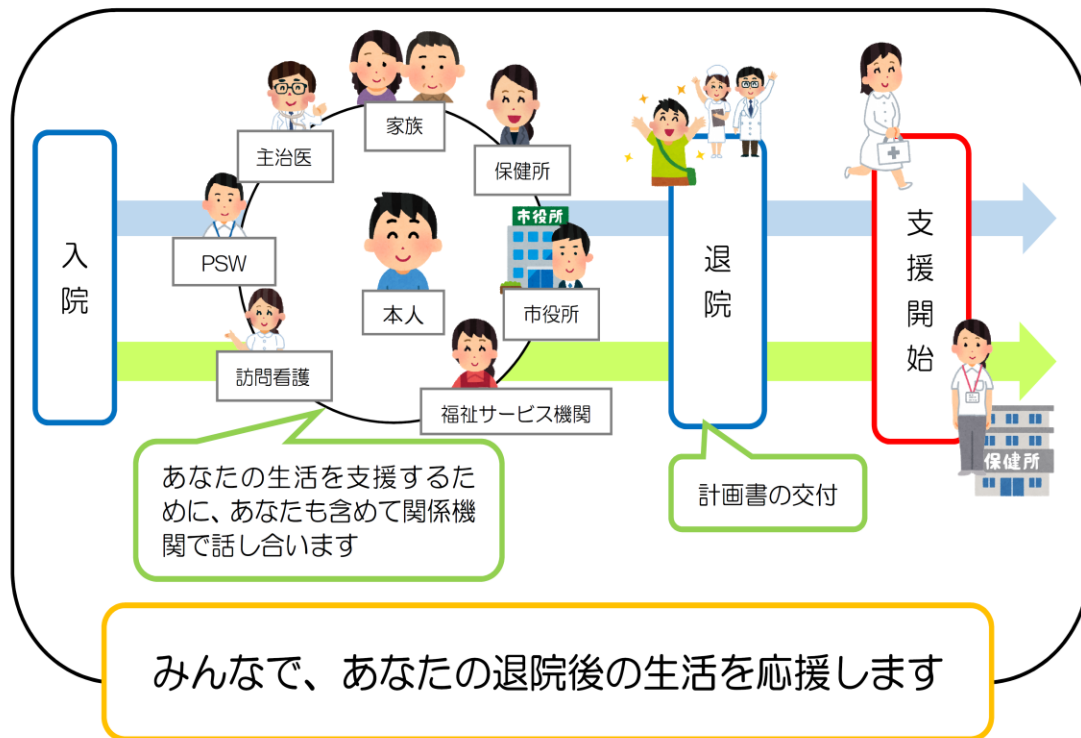 入院
家族
主治医
保健所
PSW
本人
市役所
市役所
訪問看護
福祉サービス機関
退院
支援開始
保健所
あなたの生活を支援するた
めに、あなたも含めて関係機
関で話し合います
計画書の交付
みんなで、あなたの退院後の生活を応援します